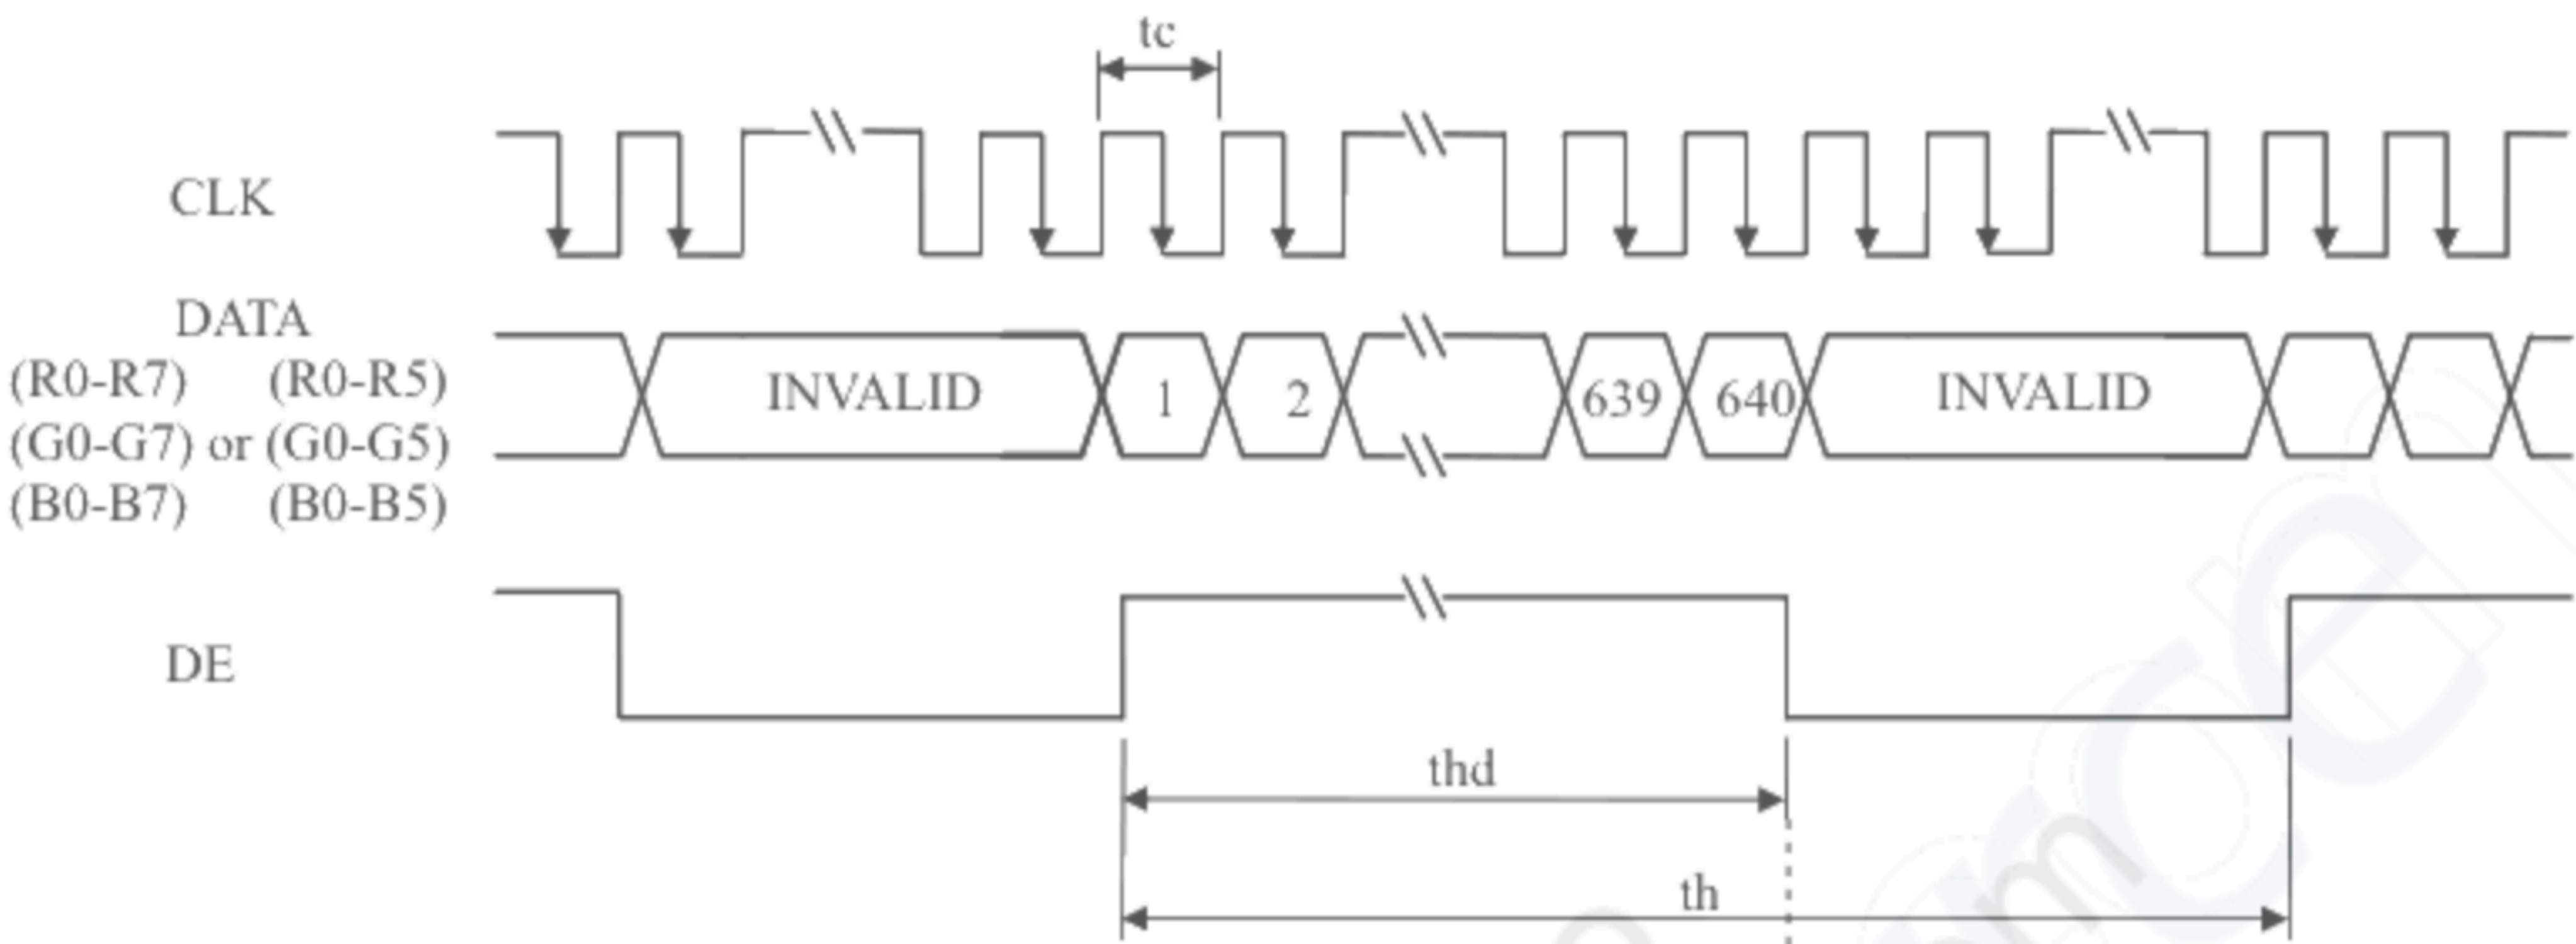 tc
CLK
DATA
(R0-R7) (R0-R5)
(G0-G7) or (G0-G5)
(B0-B7) (B0-B5)
INVALID 1 2 639 640 INVALID
DE
thd
th